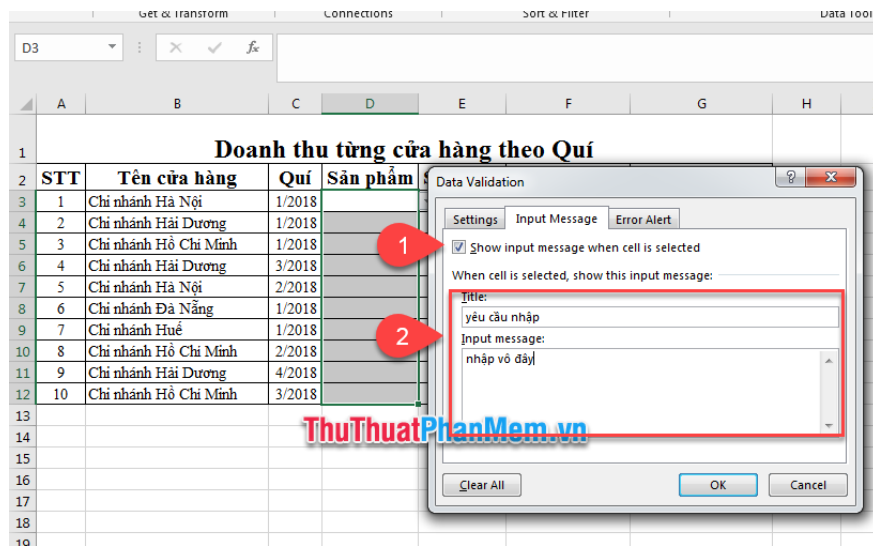 Get & Transform Connections Sort & Filter Data Tool
D3 fx
A B C D E F G H
1 Doanh thu từng cửa hàng theo Quí
2 STT Tên cửa hàng Quí Sản phẩm
3 1 Chi nhánh Hà Nội 1/2018
4 2 Chi nhánh Hải Dương 1/2018
5 3 Chi nhánh Hồ Chi Minh 1/2018
6 4 Chi nhánh Hải Dương 3/2018
7 5 Chi nhánh Hà Nội 2/2018
8 6 Chi nhánh Đà Nẵng 1/2018
9 7 Chi nhánh Huế 1/2018
10 8 Chi nhánh Hồ Chi Minh 2/2018
11 9 Chi nhánh Hải Dương 4/2018
12 10 Chi nhánh Hồ Chi Minh 3/2018
13
14
15
16
17
18
19
Data Validation
Settings Input Message Error Alert
1 Show input message when cell is selected
When cell is selected, show this input message:
Title:
yêu cầu nhập
2 Input message:
nhập vô đây
Clear All OK Cancel
ThuThuatPhanMem.vn